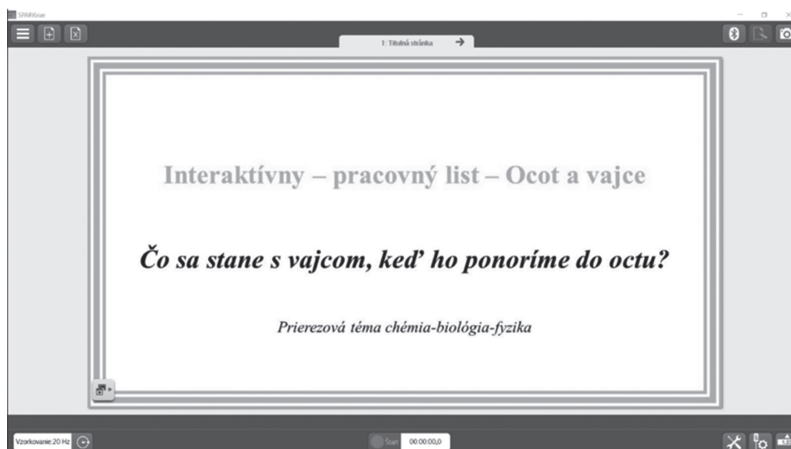 SPARKvue
1: Titulná stránka
Interaktívny – pracovný list – Ocot a vajce
Čo sa stane s vajcom, keď ho ponoríme do octu?
Prierezová téma chémia-biológia-fyzika
Vzorkovanie:20 Hz
Štart
00:00:00,0